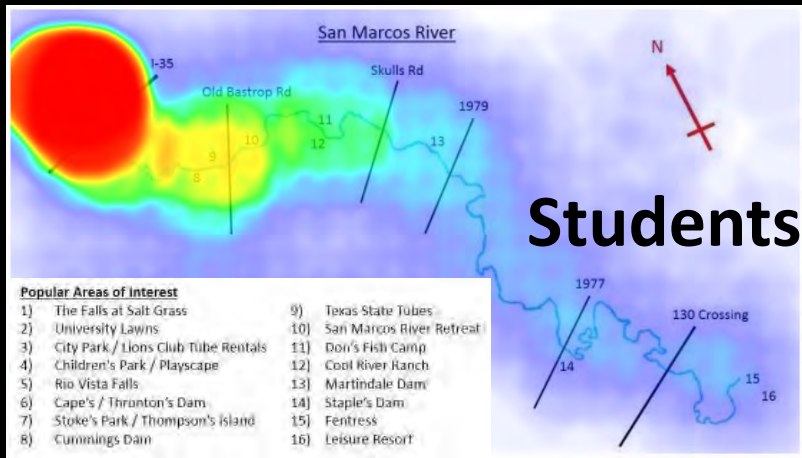 San Marcos River
N
I-35
Skulls Rd
Old Bastrop Rd
1979
11
10
12
13
9
8
Students
1977
130 Crossing
14
15
16
Popular Areas of Interest
1) The Falls at Salt Grass
2) University Lawns
3) City Park / Lions Club Tube Rentals
4) Children's Park / Playscape
5) Rio Vista Falls
6) Cape's / Thronton's Dam
7) Stoke's Park / Thompson's Island
8) Cummings Dam
9) Texas State Tubes
10) San Marcos River Retreat
11) Don's Fish Camp
12) Cool River Ranch
13) Martindale Dam
14) Staple's Dam
15) Fentress
16) Leisure Resort